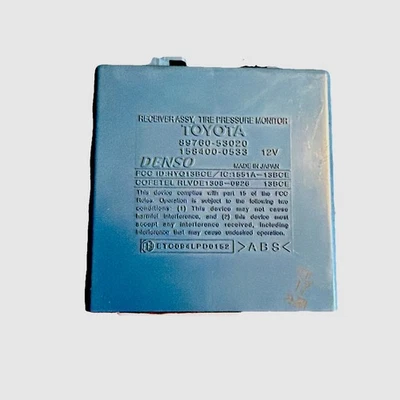 RECEIVER ASSY, TIRE PRESSURE MONITOR
TOYOTA
89760-53020
156400-0533 12V
DENSO MADE IN JAPAN
FCC ID:HYQ13BCE/IC:1551A-13BCE
COFETEL RLVDE1308-0926 13BCE
This device complies with part 15 of the FCC
Rules. Operation is subject to the following two
conditions: (1) This device may not cause
harmful interference, and (2) this device must
accept any interference received, including
interference that may cause undesired operation.
ETC094LPD0152 >ABS<